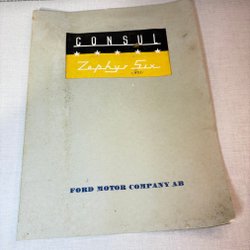 CONSUL
Zephyr Six
FORD MOTOR COMPANY AB